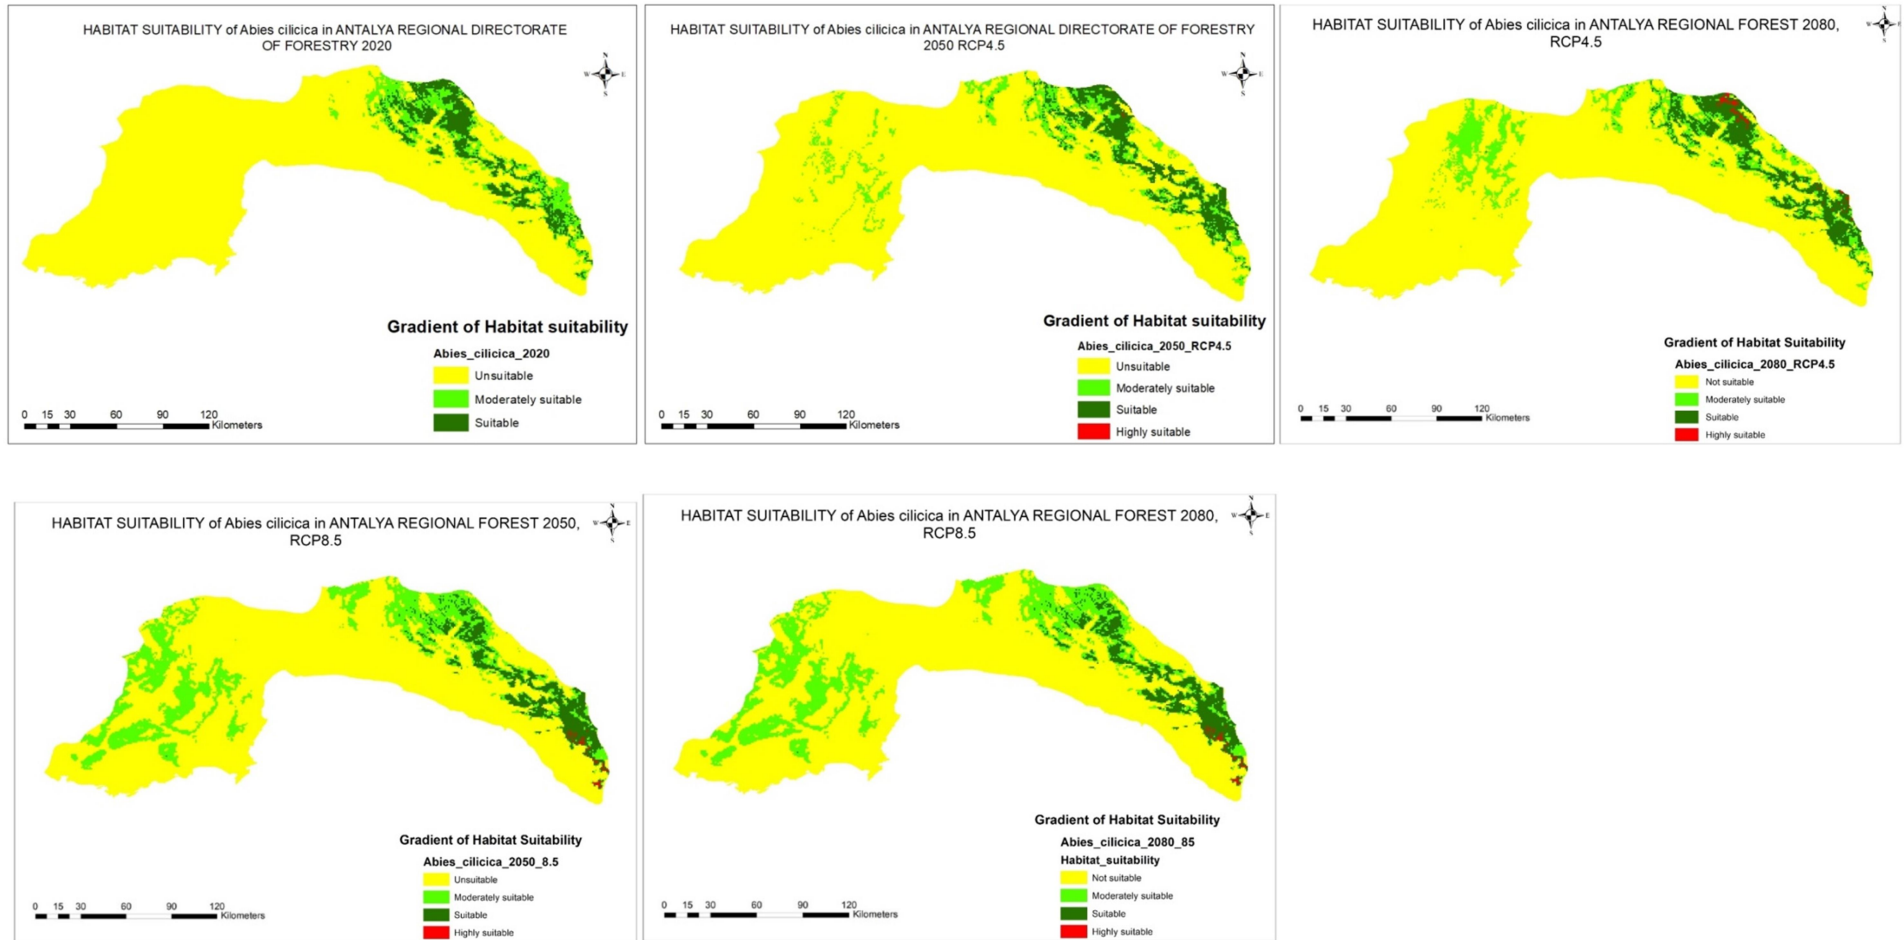 HABITAT SUITABILITY of Abies cilicica in ANTALYA REGIONAL DIRECTORATE
OF FORESTRY 2020
N
W E
S
Gradient of Habitat suitability
Abies_cilicica_2020
Unsuitable
Moderately suitable
Suitable
0 15 30 60 90 120
Kilometers
HABITAT SUITABILITY of Abies cilicica in ANTALYA REGIONAL DIRECTORATE OF FORESTRY
2050 RCP4.5
N
W E
S
Gradient of Habitat suitability
Abies_cilicica_2050_RCP4.5
Unsuitable
Moderately suitable
Suitable
Highly suitable
0 15 30 60 90 120
Kilometers
HABITAT SUITABILITY of Abies cilicica in ANTALYA REGIONAL FOREST 2080,
RCP4.5
N
W E
S
Gradient of Habitat Suitability
Abies_cilicica_2080_RCP4.5
Not suitable
Moderately suitable
Suitable
Highly suitable
0 15 30 60 90 120
Kilometers
HABITAT SUITABILITY of Abies cilicica in ANTALYA REGIONAL FOREST 2050,
RCP8.5
N
W E
S
Gradient of Habitat Suitability
Abies_cilicica_2050_8.5
Unsuitable
Moderately suitable
Suitable
Highly suitable
0 15 30 60 90 120
Kilometers
HABITAT SUITABILITY of Abies cilicica in ANTALYA REGIONAL FOREST 2080,
RCP8.5
N
W E
S
Gradient of Habitat Suitability
Abies_cilicica_2080_85
Habitat_suitability
Not suitable
Moderately suitable
Suitable
Highly suitable
0 15 30 60 90 120
Kilometers